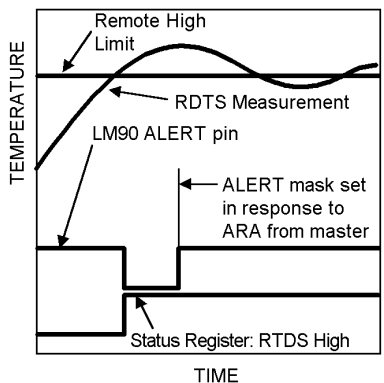 Remote High
Limit
RDTS Measurement
LM90 ALERT pin
ALERT mask set
in response to
ARA from master
Status Register: RTDS High
TEMPERATURE
TIME